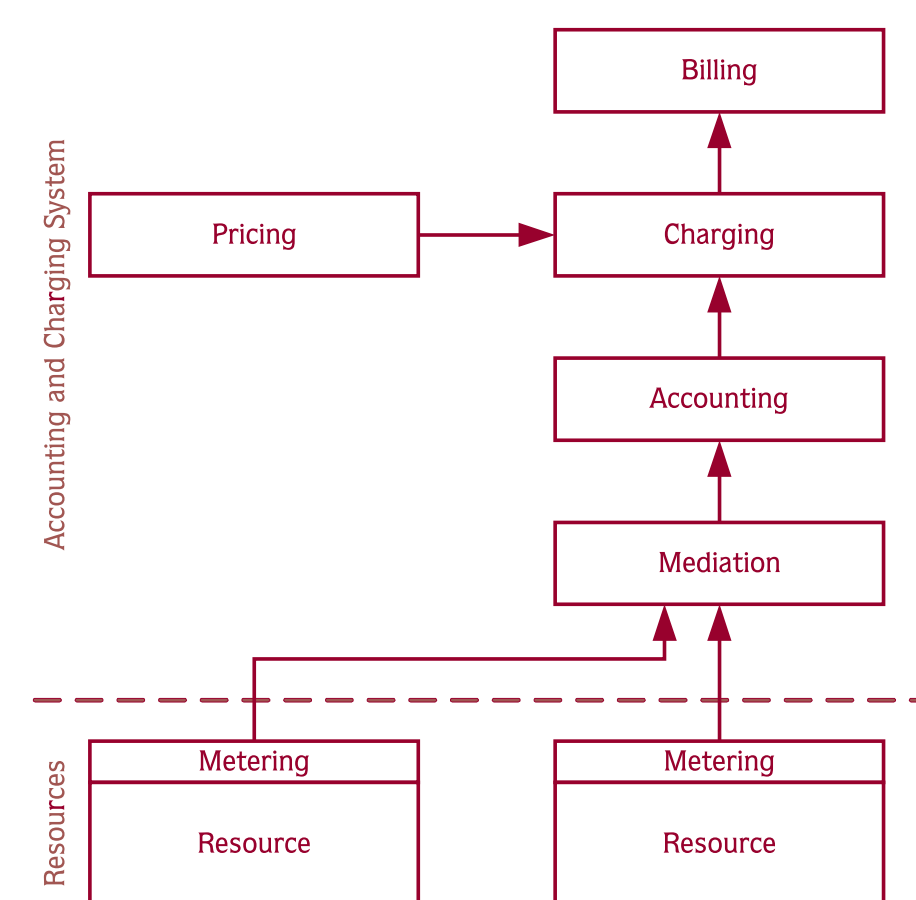 Billing
Accounting and Charging System
Pricing
Charging
Accounting
Mediation
Resources
Metering
Metering
Resource
Resource